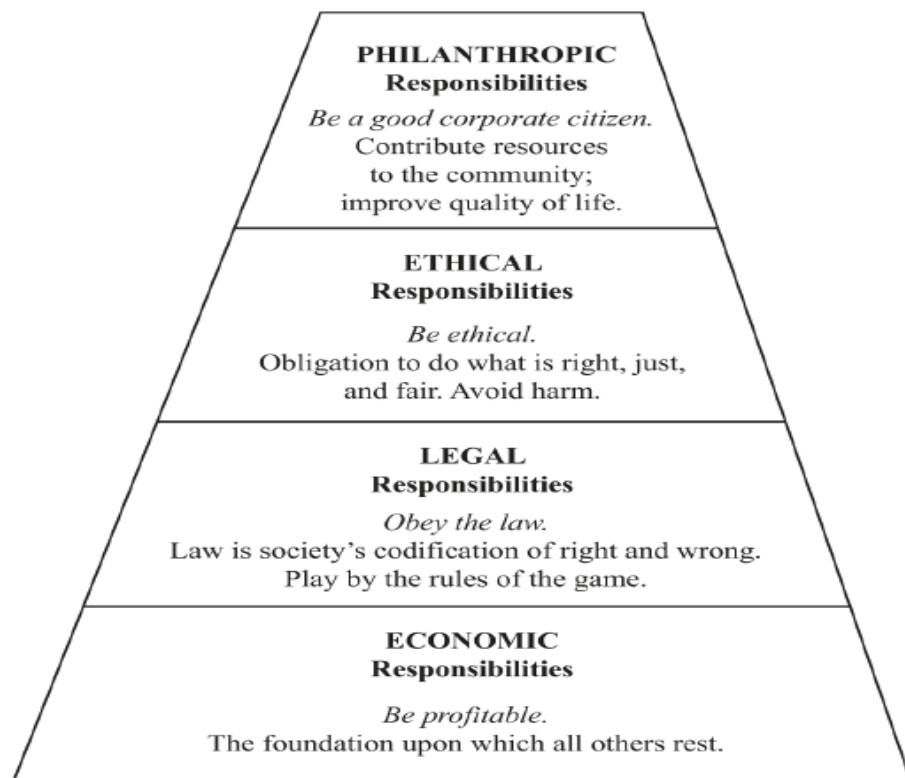 PHILANTHROPIC
Responsibilities
Be a good corporate citizen.
Contribute resources
to the community;
improve quality of life.
ETHICAL
Responsibilities
Be ethical.
Obligation to do what is right, just,
and fair. Avoid harm.
LEGAL
Responsibilities
Obey the law.
Law is society's codification of right and wrong.
Play by the rules of the game.
ECONOMIC
Responsibilities
Be profitable.
The foundation upon which all others rest.